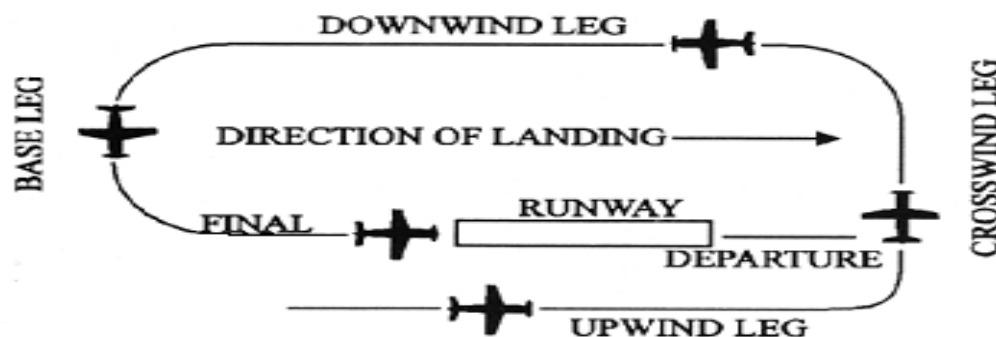 DOWNWIND LEG
BASE LEG
CROSSWIND LEG
DIRECTION OF LANDING
RUNWAY
FINAL
DEPARTURE
UPWIND LEG